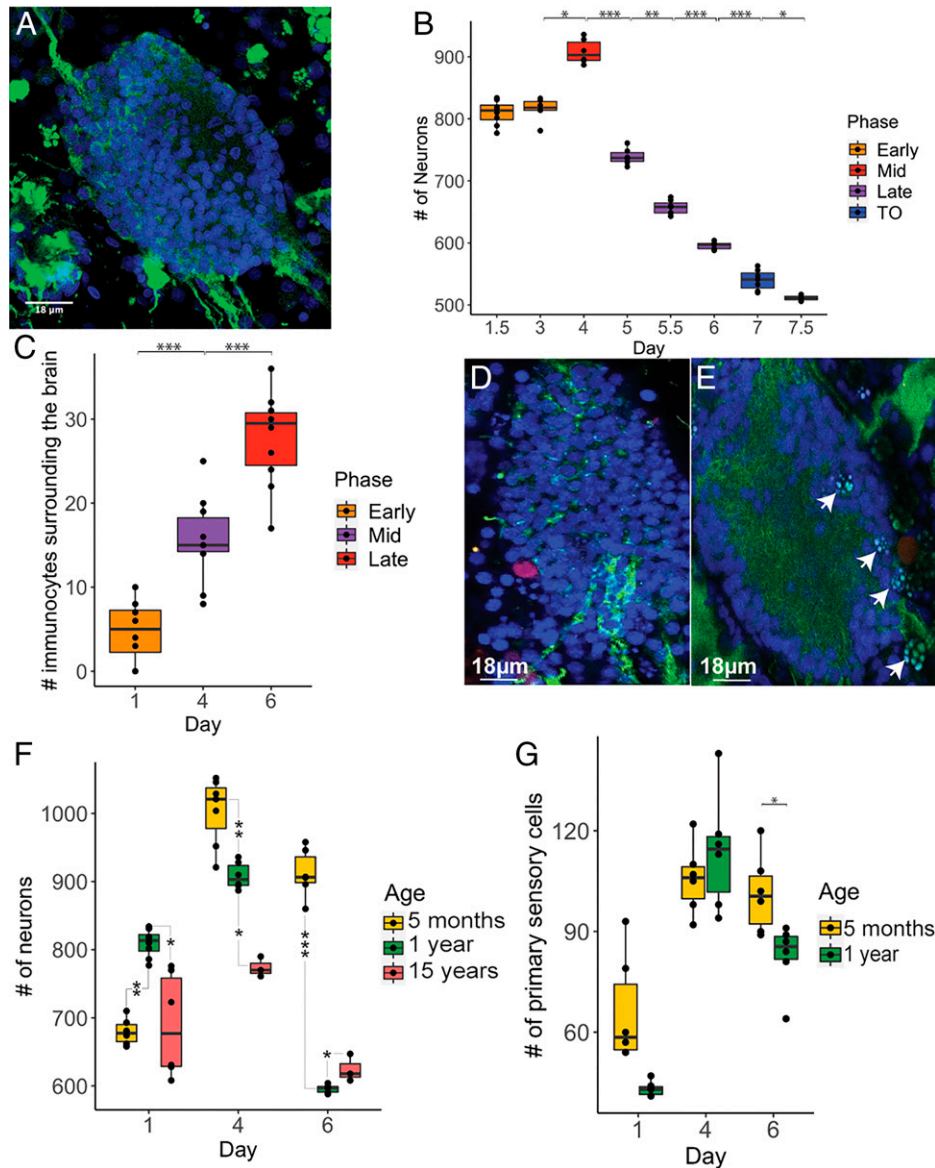 A
18 µm
B
* *** ** *** *** *
# of Neurons
900
800
700
600
500
1.5 3 4 5 5.5 6 7 7.5
Day
Phase
Early
Mid
Late
TO
C
*** ***
# immunocytes surrounding the brain
30
20
10
0
1 4 6
Day
Phase
Early
Mid
Late
D
18µm
E
18µm
F
# of neurons
1000
900
800
700
600
** * ** * *** *
1 4 6
Day
Age
5 months
1 year
15 years
G
# of primary sensory cells
120
90
60
*
1 4 6
Day
Age
5 months
1 year